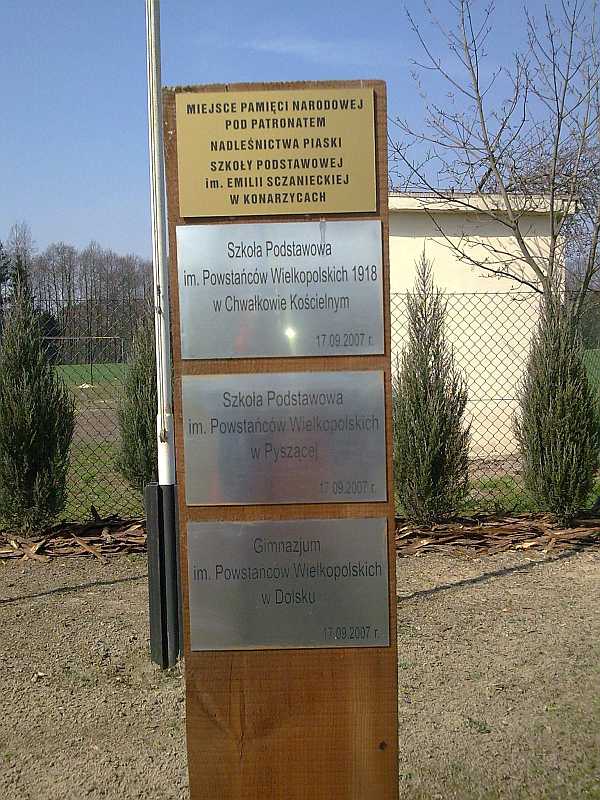 MIEJSCE PAMIĘCI NARODOWEJ
POD PATRONATEM
NADLEŚNICTWA PIASKI
SZKOŁY PODSTAWOWEJ
im. EMILII SCZANIECKIEJ
W KONARZYCACH
Szkoła Podstawowa
im. Powstańców Wielkopolskich 1918
w Chwałkowie Kościelnym
17.09.2007 r.
Szkoła Podstawowa
im. Powstańców Wielkopolskich
w Pyszącej
17.09.2007 r.
Gimnazjum
im. Powstańców Wielkopolskich
w Dolsku
17.09.2007 r.